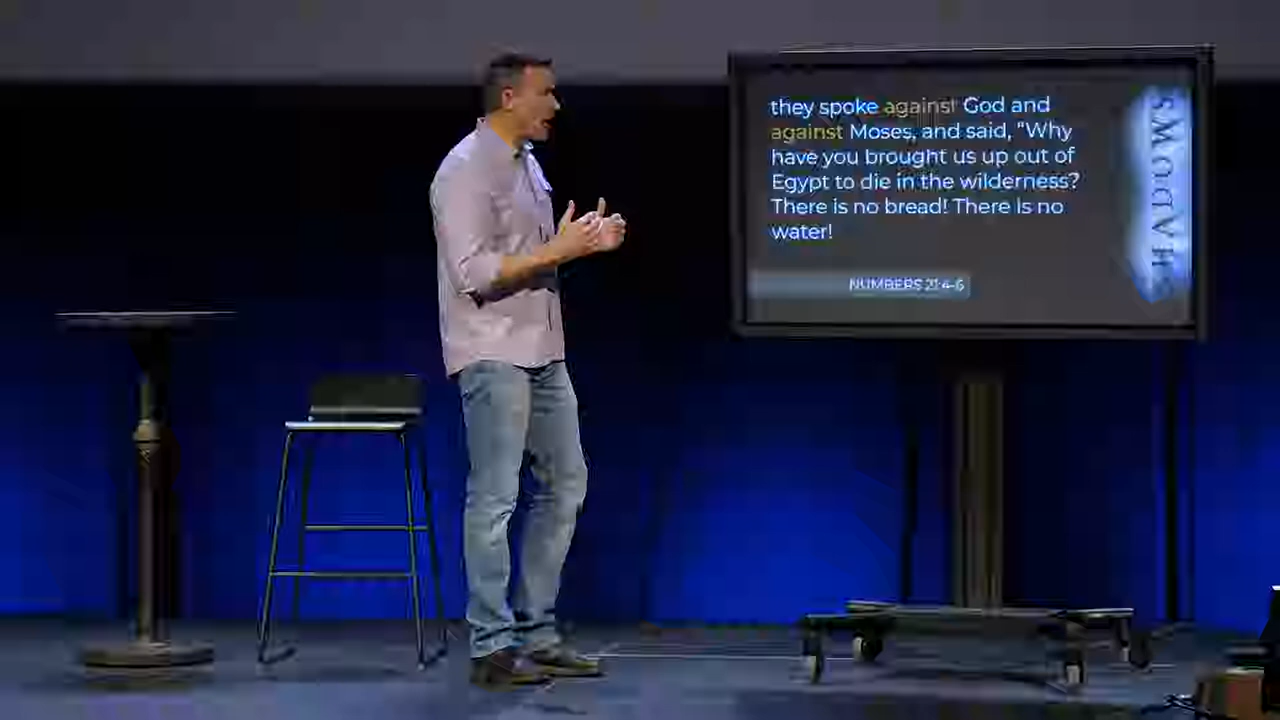 they spoke against God and
against Moses, and said, "Why
have you brought us up out of
Egypt to die in the wilderness?
There is no bread! There is no
water!
NUMBERS 21:4-6
SHADOWS